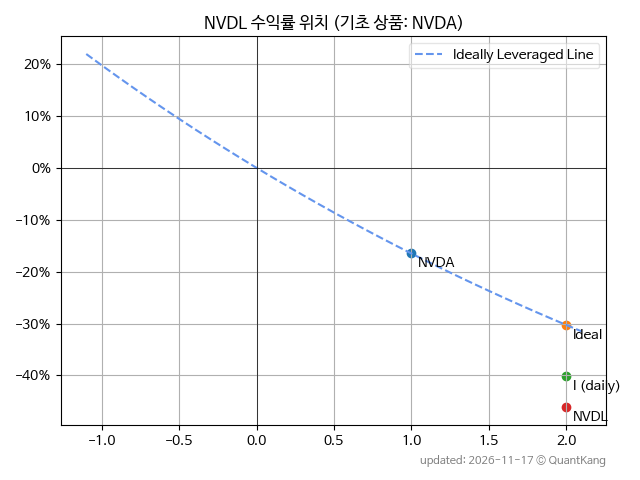 NVDL 수익률 위치 (기초 상품: NVDA)
Ideally Leveraged Line
20%
10%
0%
−10%
−20%
−30%
−40%
NVDA
Ideal
I (daily)
NVDL
−1.0
−0.5
0.0
0.5
1.0
1.5
2.0
updated: 2026-11-17 © QuantKang